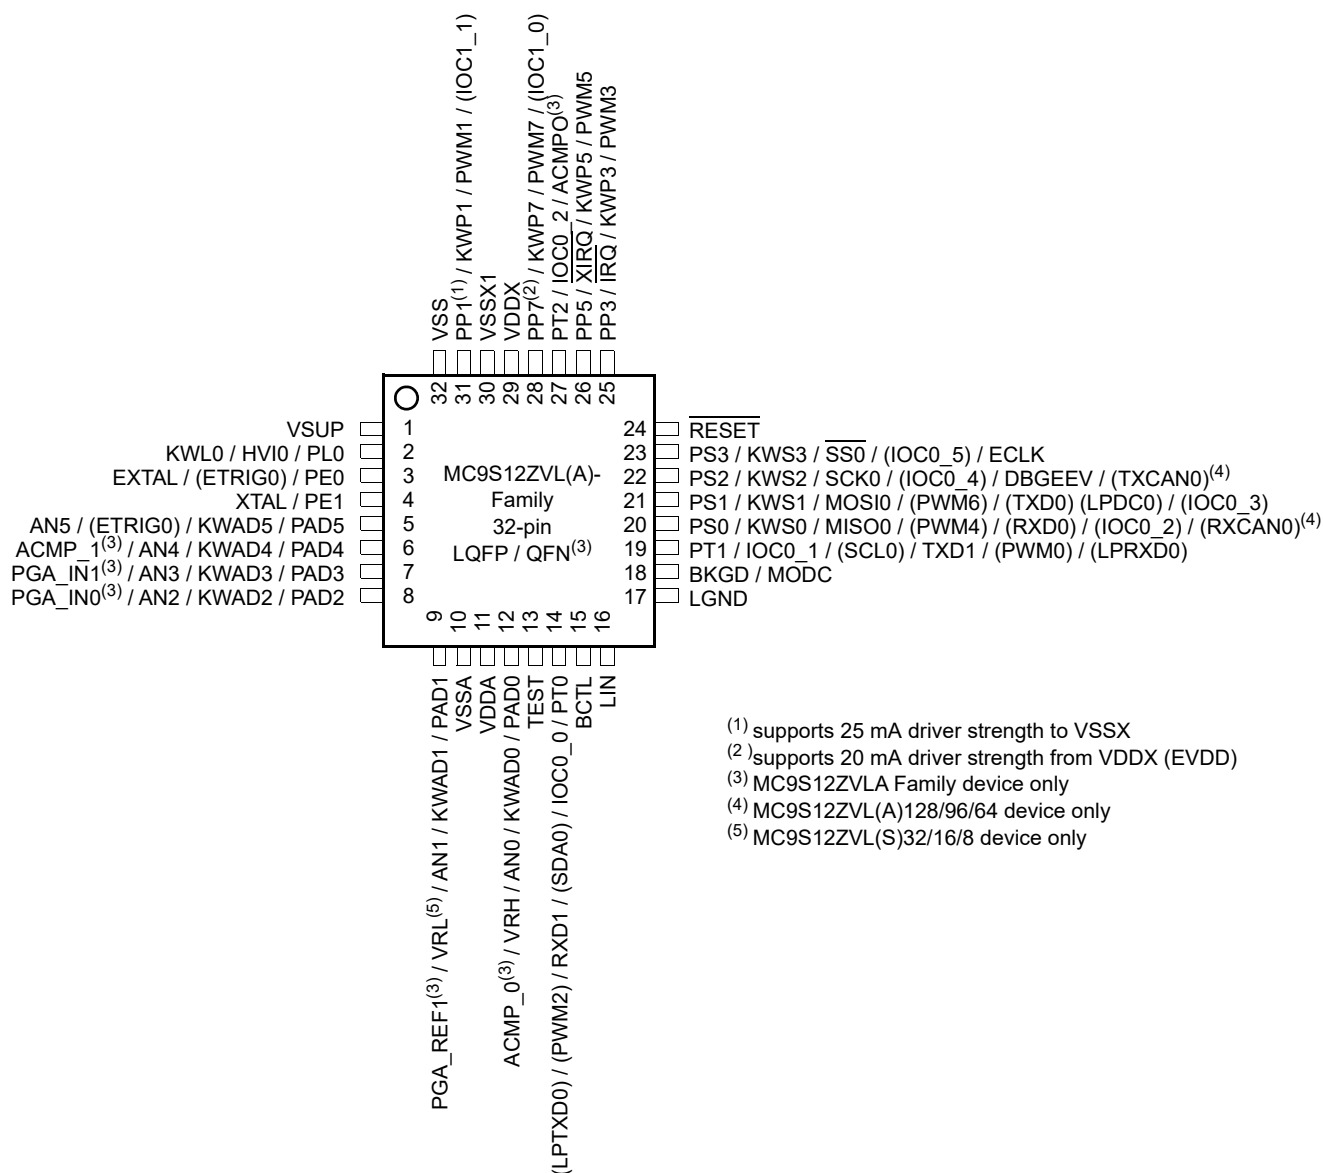 VSS
PP1(1) / KWP1 / PWM1 / (IOC1_1)
VSSX1
VDDX
PP7(2) / KWP7 / PWM7 / (IOC1_0)
PT2 / IOC0_2 / ACMPO(3)
PP5 / XIRQ / KWP5 / PWM5
PP3 / IRQ / KWP3 / PWM3
32
31
30
29
28
27
26
25
VSUP
KWL0 / HVI0 / PL0
EXTAL / (ETRIG0) / PE0
XTAL / PE1
AN5 / (ETRIG0) / KWAD5 / PAD5
ACMP_1(3) / AN4 / KWAD4 / PAD4
PGA_IN1(3) / AN3 / KWAD3 / PAD3
PGA_IN0(3) / AN2 / KWAD2 / PAD2
1
2
3
4
5
6
7
8
MC9S12ZVL(A)-
Family
32-pin
LQFP / QFN(3)
24
23
22
21
20
19
18
17
RESET
PS3 / KWS3 / SS0 / (IOC0_5) / ECLK
PS2 / KWS2 / SCK0 / (IOC0_4) / DBGEEV / (TXCAN0)(4)
PS1 / KWS1 / MOSI0 / (PWM6) / (TXD0) (LPDC0) / (IOC0_3)
PS0 / KWS0 / MISO0 / (PWM4) / (RXD0) / (IOC0_2) / (RXCAN0)(4)
PT1 / IOC0_1 / (SCL0) / TXD1 / (PWM0) / (LPRXD0)
BKGD / MODC
LGND
9
10
11
12
13
14
15
16
PGA_REF1(3) / VRL(5) / AN1 / KWAD1 / PAD1
VSSA
VDDA
ACMP_0(3) / VRH / AN0 / KWAD0 / PAD0
TEST
(LPTXD0) / (PWM2) / RXD1 / (SDA0) / IOC0_0 / PT0
BCTL
LIN
(1) supports 25 mA driver strength to VSSX
(2 )supports 20 mA driver strength from VDDX (EVDD)
(3) MC9S12ZVLA Family device only
(4) MC9S12ZVL(A)128/96/64 device only
(5) MC9S12ZVL(S)32/16/8 device only